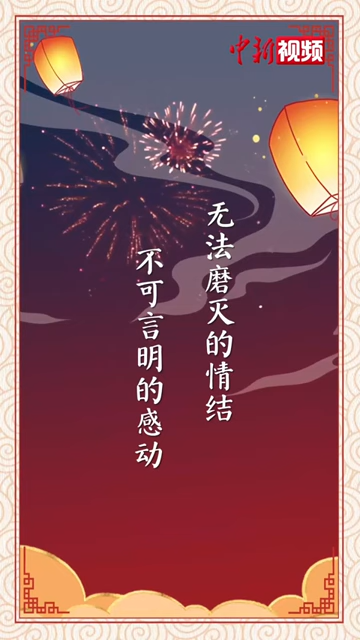 中新视频
无法磨灭的情结
不可言明的感动